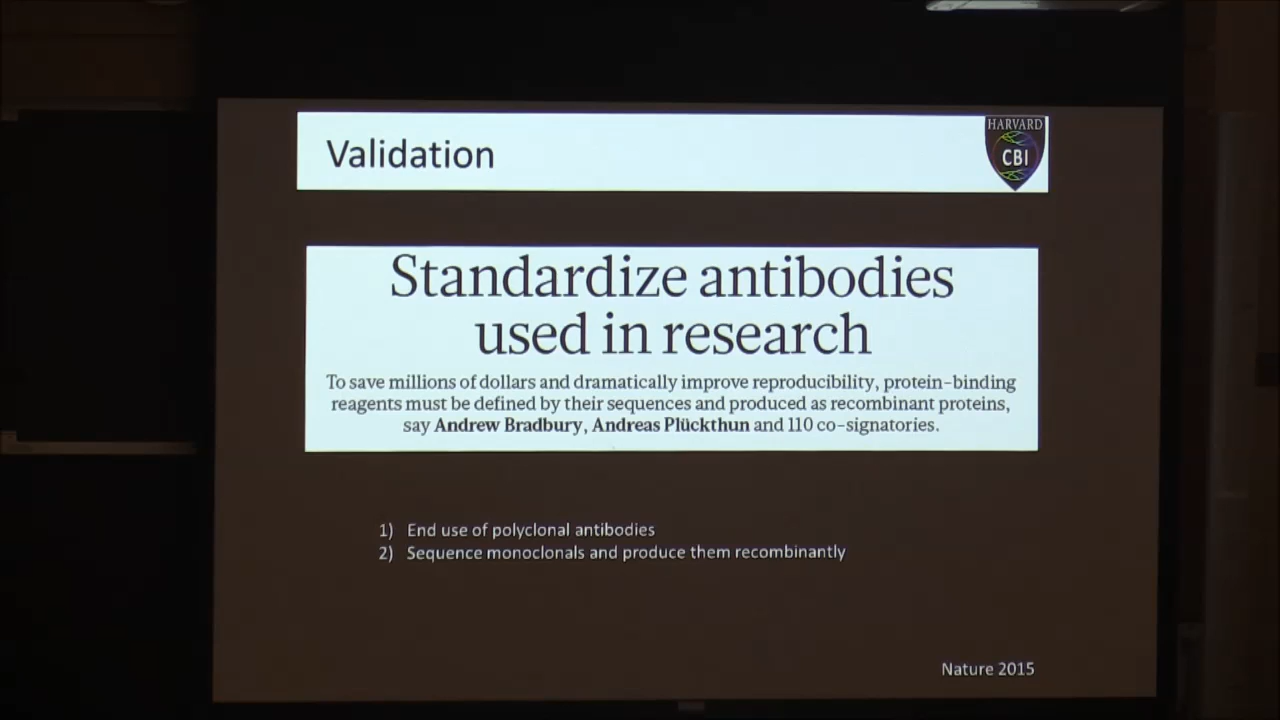 Validation
HARVARD
CBI
Standardize antibodies
used in research
To save millions of dollars and dramatically improve reproducibility, protein-binding
reagents must be defined by their sequences and produced as recombinant proteins,
say Andrew Bradbury, Andreas Plückthun and 110 co-signatories.
1) End use of polyclonal antibodies
2) Sequence monoclonals and produce them recombinantly
Nature 2015